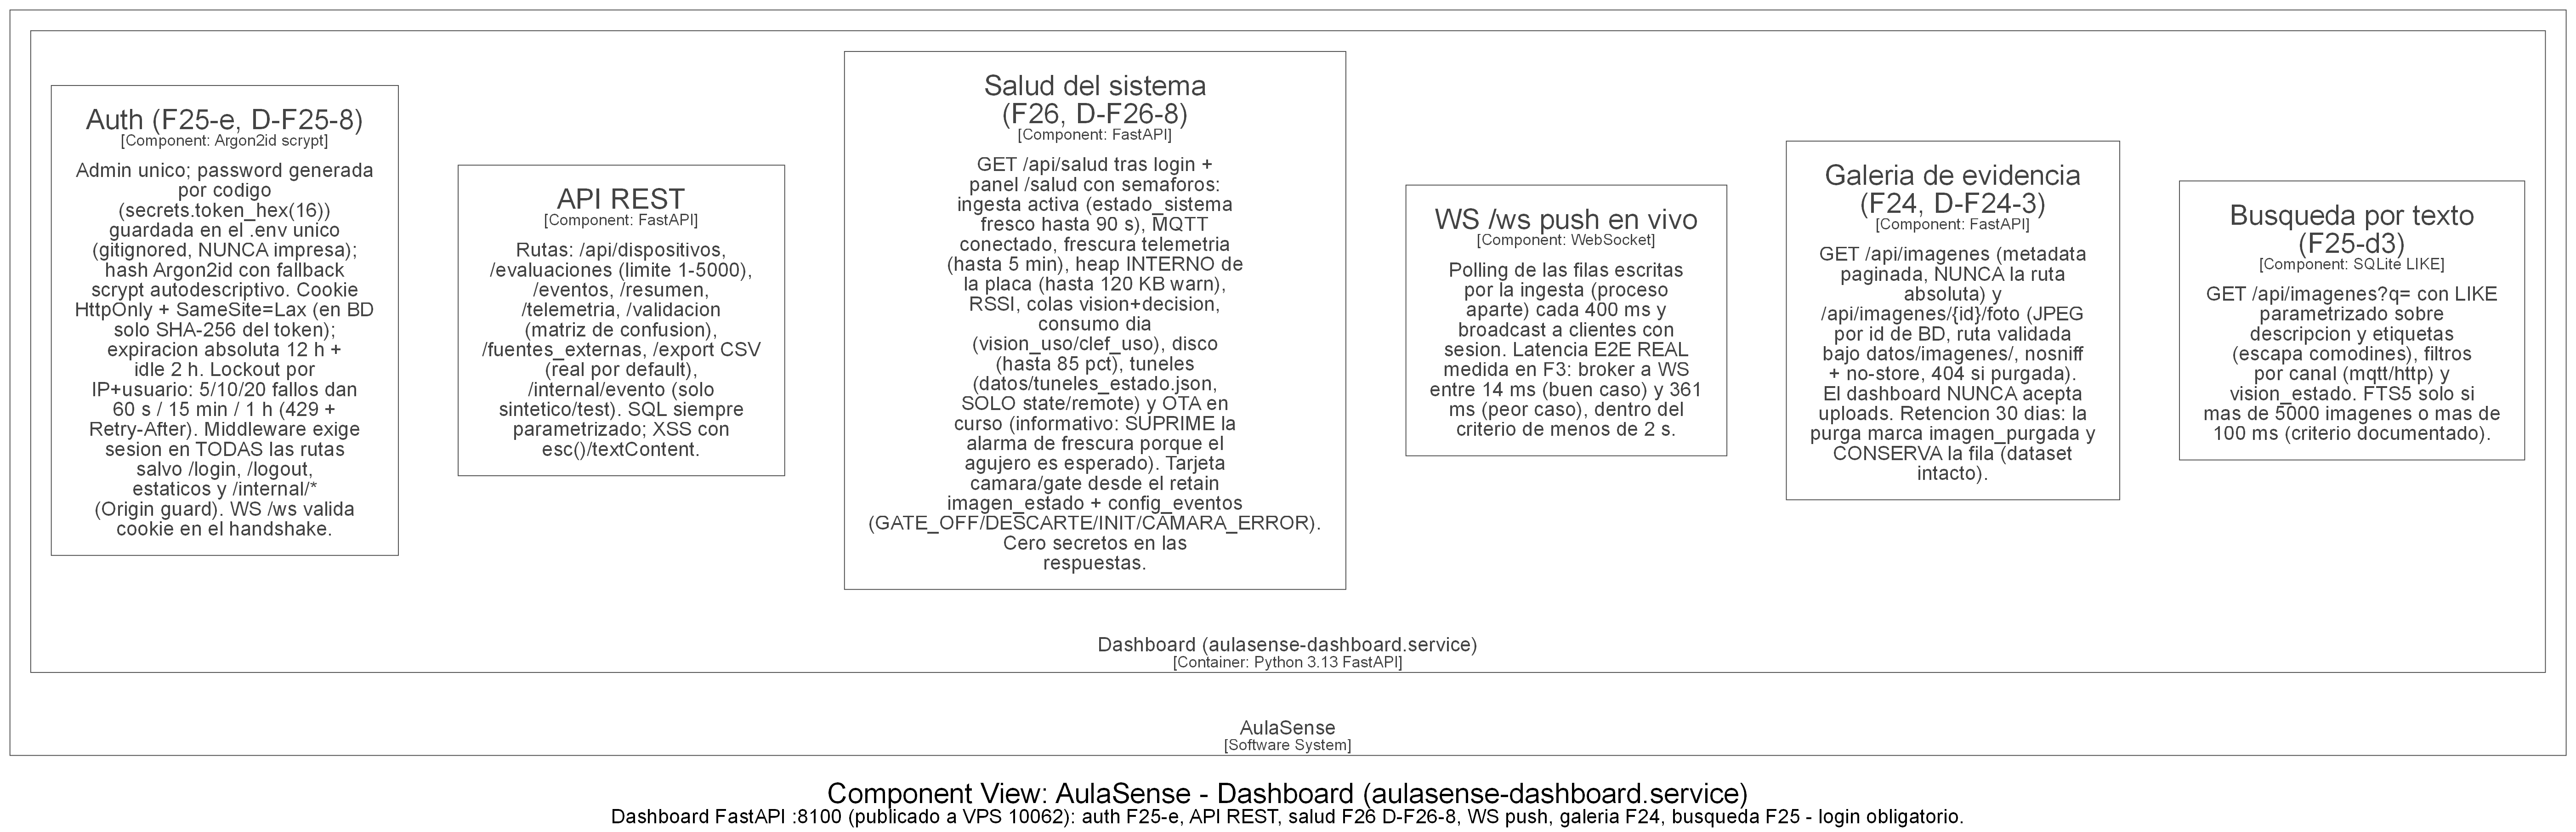 Auth (F25-e, D-F25-8)
[Component: Argon2id scrypt]
Admin unico; password generada
por codigo
(secrets.token_hex(16))
guardada en el .env unico
(gitignored, NUNCA impresa);
hash Argon2id con fallback
scrypt autodescriptivo. Cookie
HttpOnly + SameSite=Lax (en BD
solo SHA-256 del token);
expiracion absoluta 12 h +
idle 2 h. Lockout por
IP+usuario: 5/10/20 fallos dan
60 s / 15 min / 1 h (429 +
Retry-After). Middleware exige
sesion en TODAS las rutas
salvo /login, /logout,
estaticos y /internal/*
(Origin guard). WS /ws valida
cookie en el handshake.
API REST
[Component: FastAPI]
Rutas: /api/dispositivos,
/evaluaciones (limite 1-5000),
/eventos, /resumen,
/telemetria, /validacion
(matriz de confusion),
/fuentes_externas, /export CSV
(real por default),
/internal/evento (solo
sintetico/test). SQL siempre
parametrizado; XSS con
esc()/textContent.
Salud del sistema
(F26, D-F26-8)
[Component: FastAPI]
GET /api/salud tras login +
panel /salud con semaforos:
ingesta activa (estado_sistema
fresco hasta 90 s), MQTT
conectado, frescura telemetria
(hasta 5 min), heap INTERNO de
la placa (hasta 120 KB warn),
RSSI, colas vision+decision,
consumo dia
(vision_uso/clef_uso), disco
(hasta 85 pct), tuneles
(datos/tuneles_estado.json,
SOLO state/remote) y OTA en
curso (informativo: SUPRIME la
alarma de frescura porque el
agujero es esperado). Tarjeta
camara/gate desde el retain
imagen_estado + config_eventos
(GATE_OFF/DESCARTE/INIT/CAMARA_ERROR).
Cero secretos en las
respuestas.
WS /ws push en vivo
[Component: WebSocket]
Polling de las filas escritas
por la ingesta (proceso
aparte) cada 400 ms y
broadcast a clientes con
sesion. Latencia E2E REAL
medida en F3: broker a WS
entre 14 ms (buen caso) y 361
ms (peor caso), dentro del
criterio de menos de 2 s.
Galeria de evidencia
(F24, D-F24-3)
[Component: FastAPI]
GET /api/imagenes (metadata
paginada, NUNCA la ruta
absoluta) y
/api/imagenes/{id}/foto (JPEG
por id de BD, ruta validada
bajo datos/imagenes/, nosniff
+ no-store, 404 si purgada).
El dashboard NUNCA acepta
uploads. Retencion 30 dias: la
purga marca imagen_purgada y
CONSERVA la fila (dataset
intacto).
Busqueda por texto
(F25-d3)
[Component: SQLite LIKE]
GET /api/imagenes?q= con LIKE
parametrizado sobre
descripcion y etiquetas
(escapa comodines), filtros
por canal (mqtt/http) y
vision_estado. FTS5 solo si
mas de 5000 imagenes o mas de
100 ms (criterio documentado).
Dashboard (aulasense-dashboard.service)
[Container: Python 3.13 FastAPI]
AulaSense
[Software System]
Component View: AulaSense - Dashboard (aulasense-dashboard.service)
Dashboard FastAPI :8100 (publicado a VPS 10062): auth F25-e, API REST, salud F26 D-F26-8, WS push, galeria F24, busqueda F25 - login obligatorio.